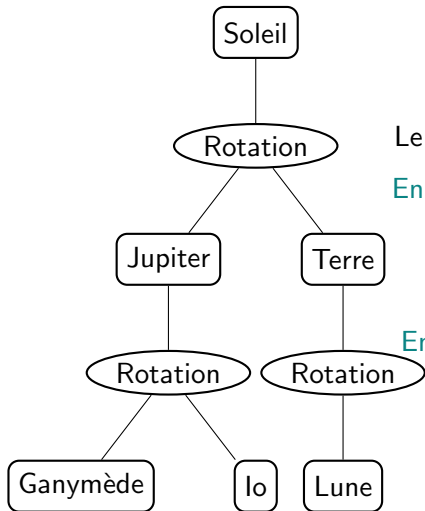 Soleil
Rotation
Le
En
Jupiter
Terre
Rotation
Rotation
Ganymède
Io
Lune